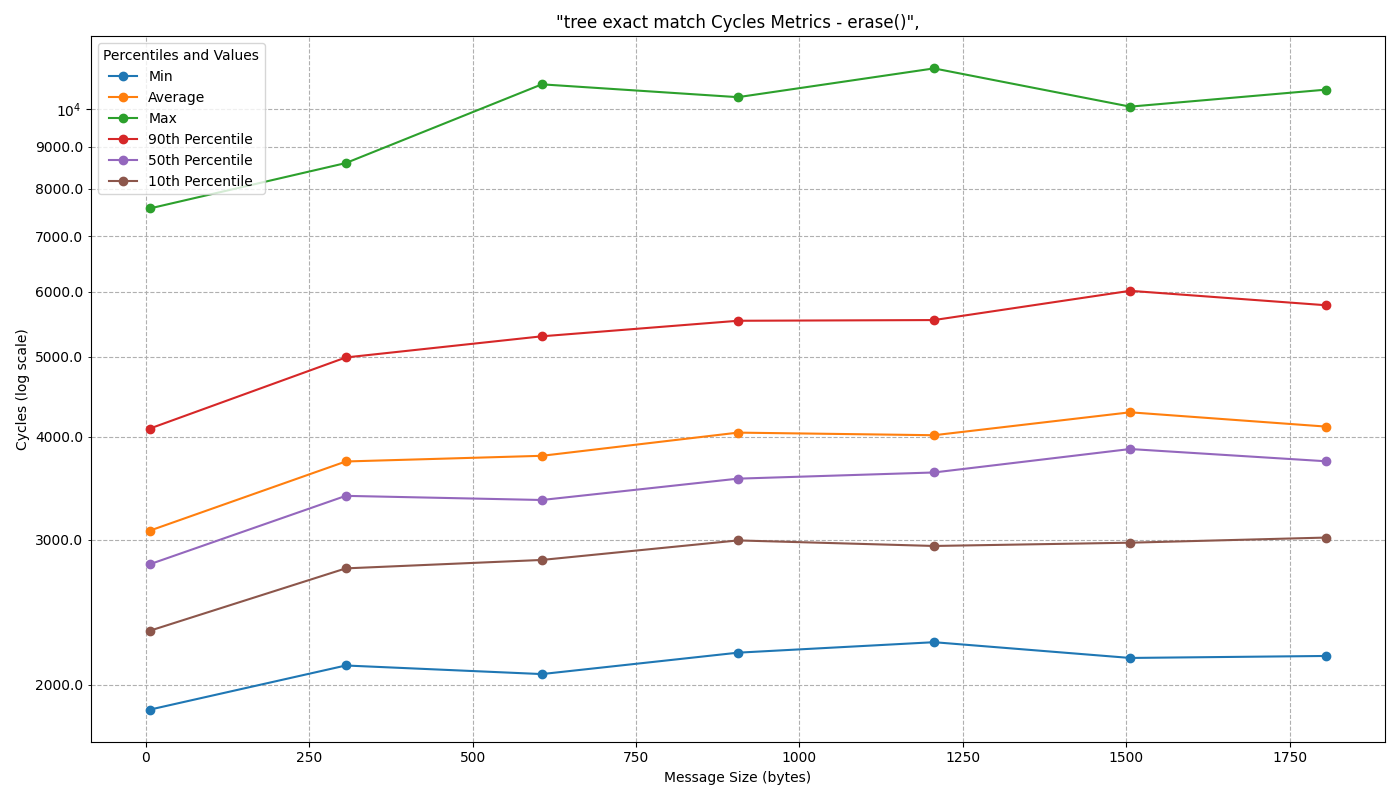 "tree exact match Cycles Metrics - erase()",
Percentiles and Values
Min
Average
Max
90th Percentile
50th Percentile
10th Percentile
10^4
9000.0
8000.0
7000.0
6000.0
5000.0
4000.0
3000.0
2000.0
Cycles (log scale)
0 250 500 750 1000 1250 1500 1750
Message Size (bytes)